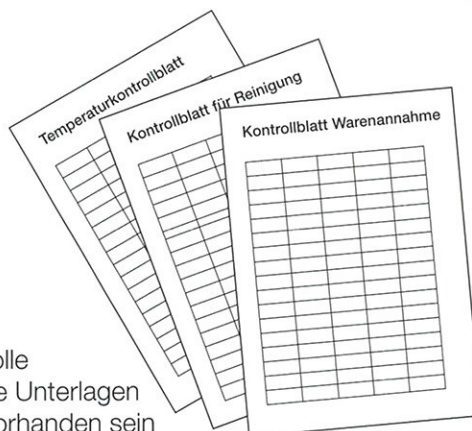 Temperaturkontrollblatt
Kontrollblatt für Reinigung
Kontrollblatt Warenannahme
olle
e Unterlagen
orhanden sein